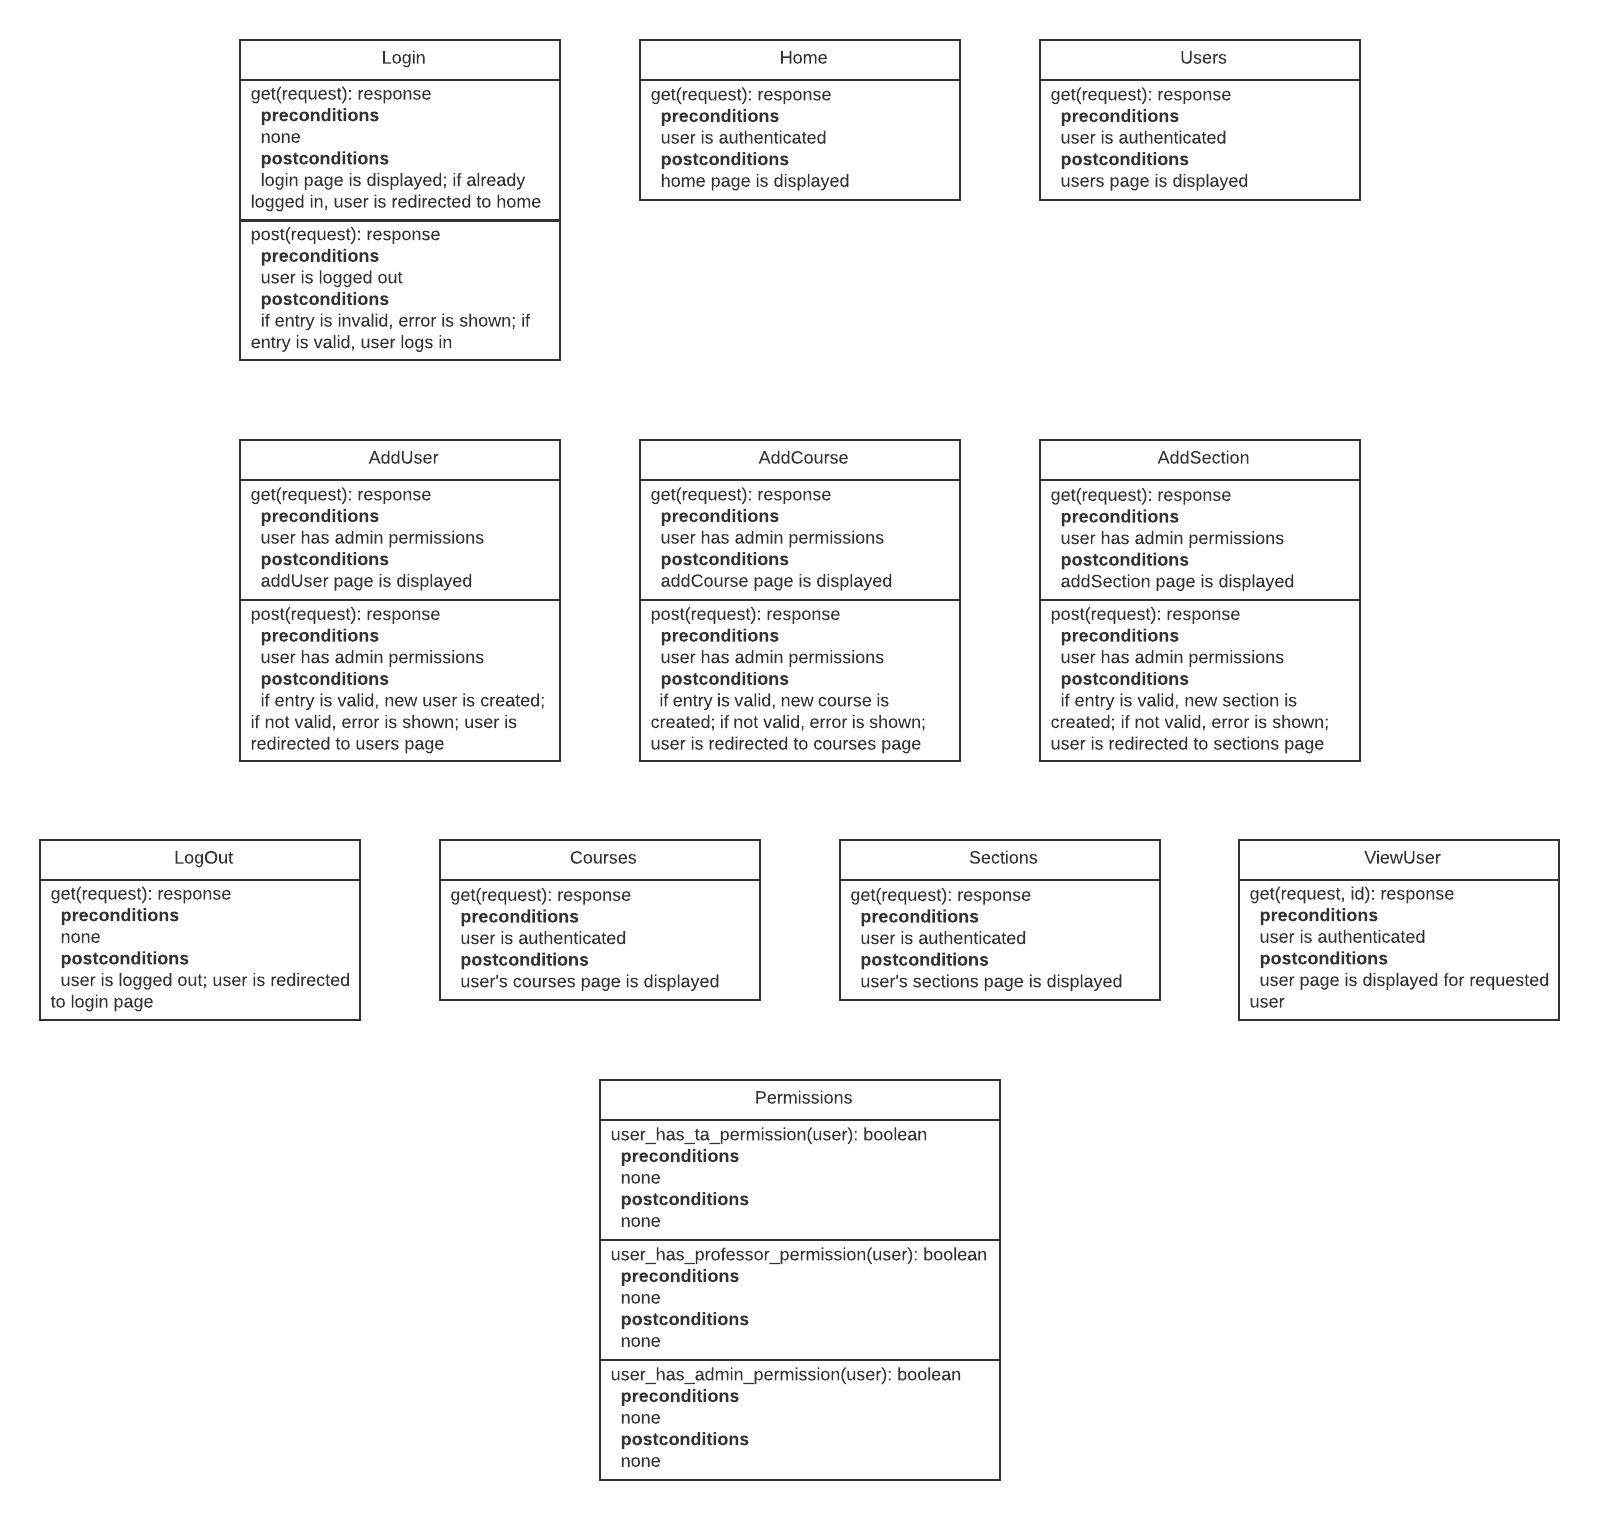 Login
get(request): response
preconditions
none
postconditions
login page is displayed; if already
logged in, user is redirected to home
post(request): response
preconditions
user is logged out
postconditions
if entry is invalid, error is shown; if
entry is valid, user logs in
Home
get(request): response
preconditions
user is authenticated
postconditions
home page is displayed
Users
get(request): response
preconditions
user is authenticated
postconditions
users page is displayed
AddUser
get(request): response
preconditions
user has admin permissions
postconditions
addUser page is displayed
post(request): response
preconditions
user has admin permissions
postconditions
if entry is valid, new user is created;
if not valid, error is shown; user is
redirected to users page
AddCourse
get(request): response
preconditions
user has admin permissions
postconditions
addCourse page is displayed
post(request): response
preconditions
user has admin permissions
postconditions
if entry is valid, new course is
created; if not valid, error is shown;
user is redirected to courses page
AddSection
get(request): response
preconditions
user has admin permissions
postconditions
addSection page is displayed
post(request): response
preconditions
user has admin permissions
postconditions
if entry is valid, new section is
created; if not valid, error is shown;
user is redirected to sections page
LogOut
get(request): response
preconditions
none
postconditions
user is logged out; user is redirected
to login page
Courses
get(request): response
preconditions
user is authenticated
postconditions
user's courses page is displayed
Sections
get(request): response
preconditions
user is authenticated
postconditions
user's sections page is displayed
ViewUser
get(request, id): response
preconditions
user is authenticated
postconditions
user page is displayed for requested
user
Permissions
user_has_ta_permission(user): boolean
preconditions
none
postconditions
none
user_has_professor_permission(user): boolean
preconditions
none
postconditions
none
user_has_admin_permission(user): boolean
preconditions
none
postconditions
none